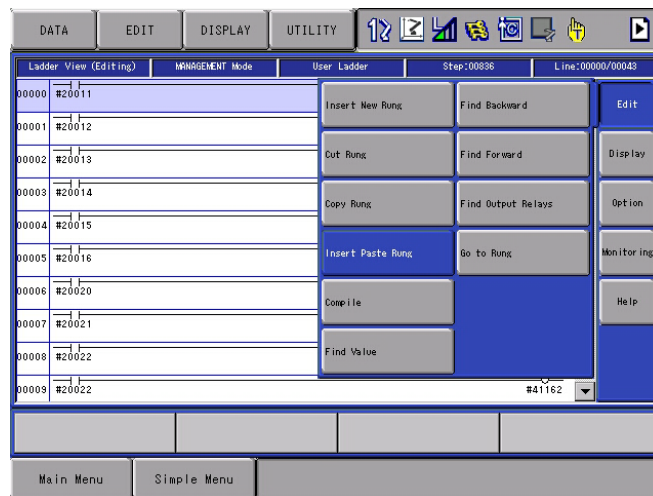 DATA EDIT DISPLAY UTILITY
Ladder View (Editing) MANAGEMENT Mode User Ladder Step:00836 Line:0000/00043
00000 #20011
Insert New Rung Find Backward Edit
00001 #20012
Cut Rung Find Forward Display
00002 #20013
00003 #20014
Copy Rung Find Output Relays Option
00004 #20015
Insert Paste Rung Go to Rung Monitoring
00005 #20016
00006 #20020
Compile Help
00007 #20021
Find Value
00008 #20022
00009 #20022 #41162
Main Menu Simple Menu